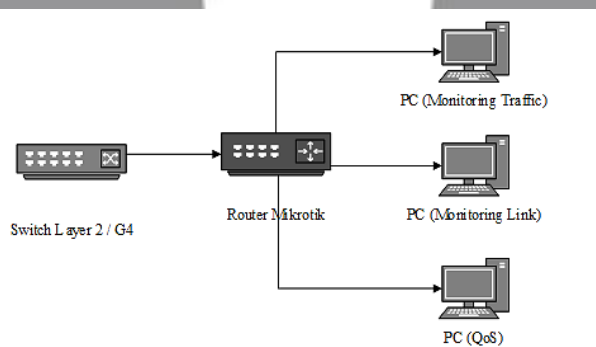 PC (Monitoring Traffic)
Router Mikrotik
PC (Monitoring Link)
Switch Layer 2 / G4
PC (QoS)